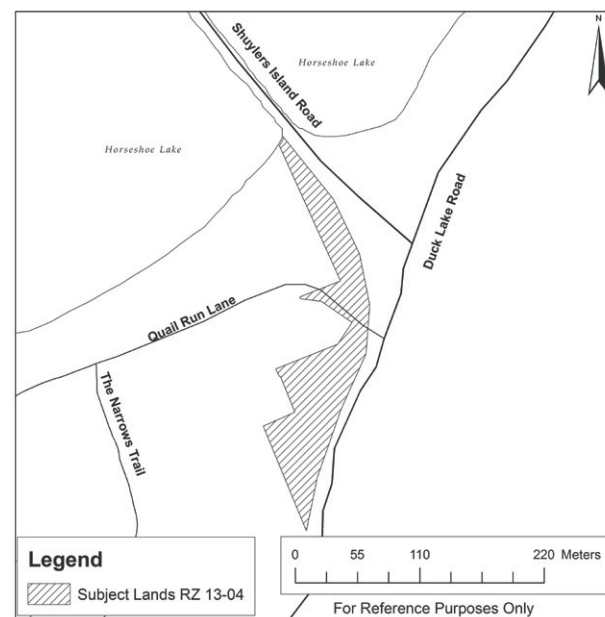 N
Shuylers Island Road
Horseshoe Lake
Horseshoe Lake
Duck Lake Road
Quail Run Lane
The Narrows Trail
Legend
Subject Lands RZ 13-04
0 55 110 220 Meters
For Reference Purposes Only